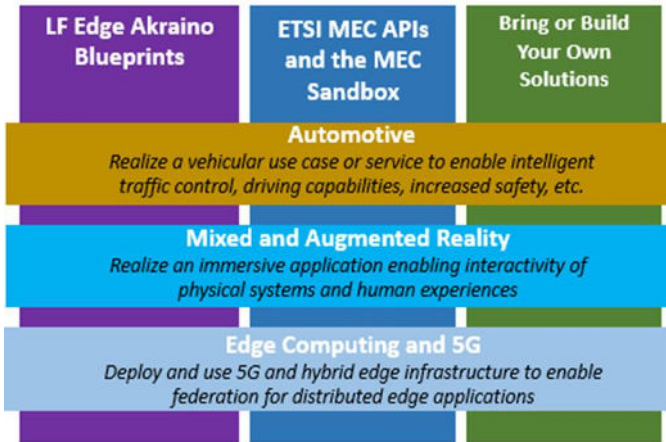 LF Edge Akraino
Blueprints
ETSI MEC APIs
and the MEC
Sandbox
Bring or Build
Your Own
Solutions
Automotive
Realize a vehicular use case or service to enable intelligent
traffic control, driving capabilities, increased safety, etc.
Mixed and Augmented Reality
Realize an immersive application enabling interactivity of
physical systems and human experiences
Edge Computing and 5G
Deploy and use 5G and hybrid edge infrastructure to enable
federation for distributed edge applications